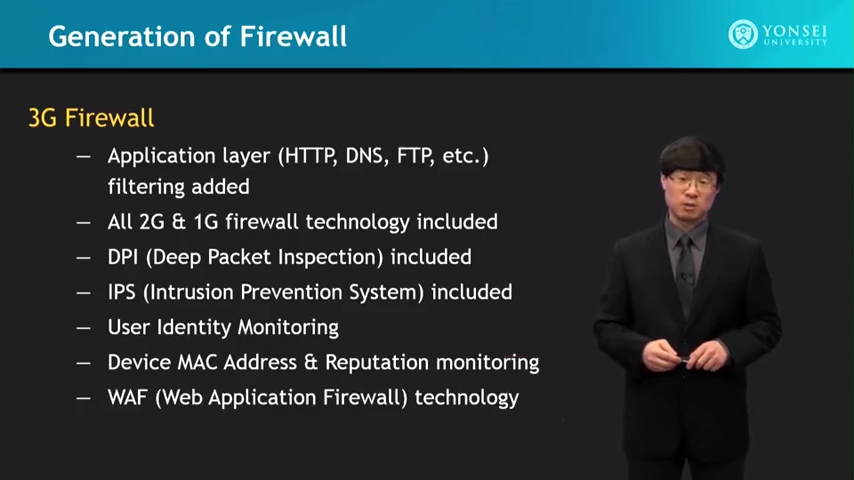 Generation of Firewall
YONSEI
UNIVERSITY
3G Firewall
— Application layer (HTTP, DNS, FTP, etc.)
filtering added
— All 2G & 1G firewall technology included
— DPI (Deep Packet Inspection) included
— IPS (Intrusion Prevention System) included
— User Identity Monitoring
— Device MAC Address & Reputation monitoring
— WAF (Web Application Firewall) technology